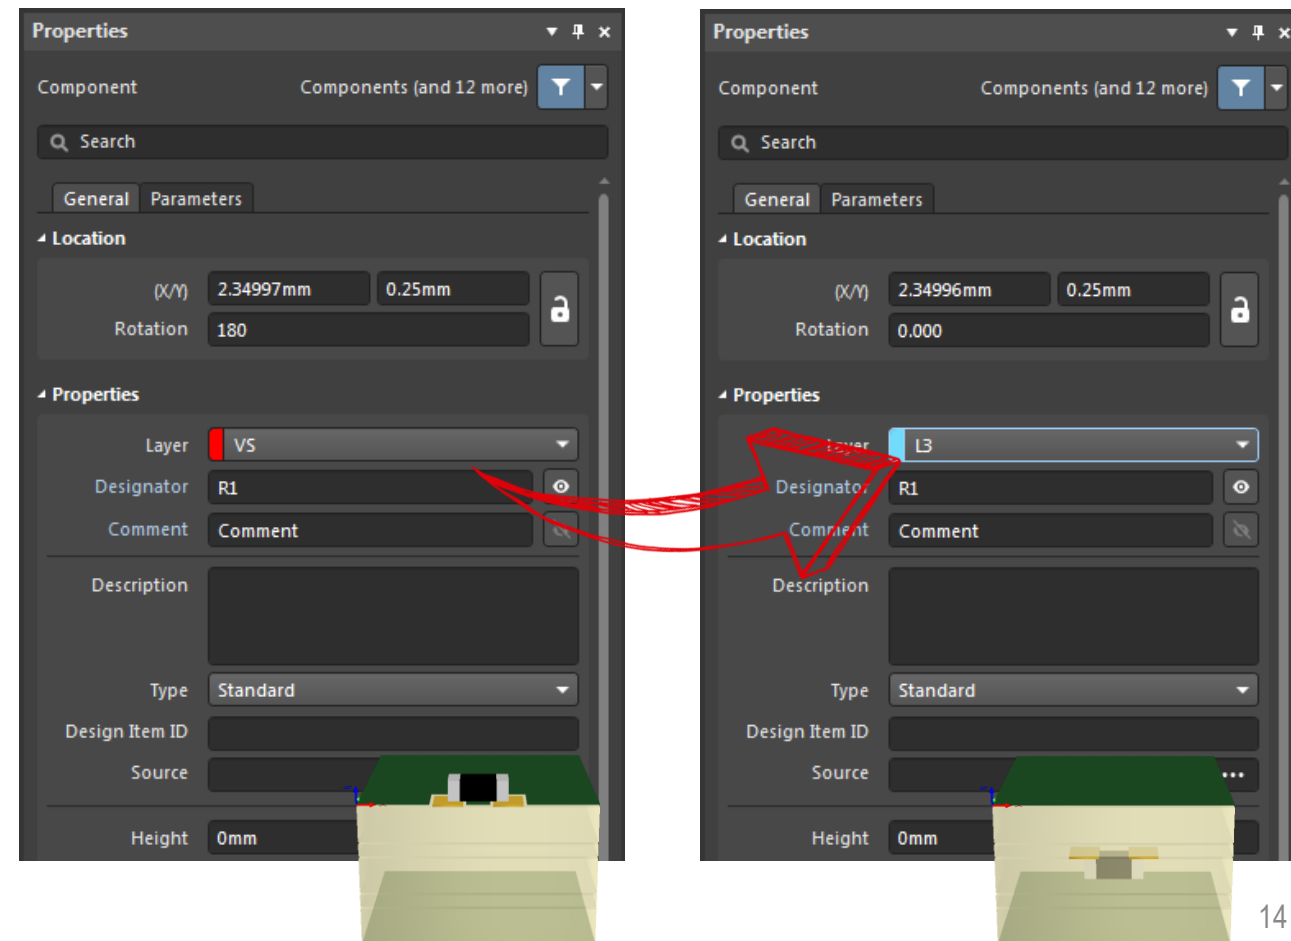 Properties
Component Components (and 12 more)
Search
General Parameters
Location
(X/Y) 2.34997mm 0.25mm
Rotation 180
Properties
Layer VS
Designator R1
Comment Comment
Description
Type Standard
Design Item ID
Source
Height 0mm
Properties
Component Components (and 12 more)
Search
General Parameters
Location
(X/Y) 2.34996mm 0.25mm
Rotation 0.000
Properties
Layer L3
Designator R1
Comment Comment
Description
Type Standard
Design Item ID
Source ...
Height 0mm
14